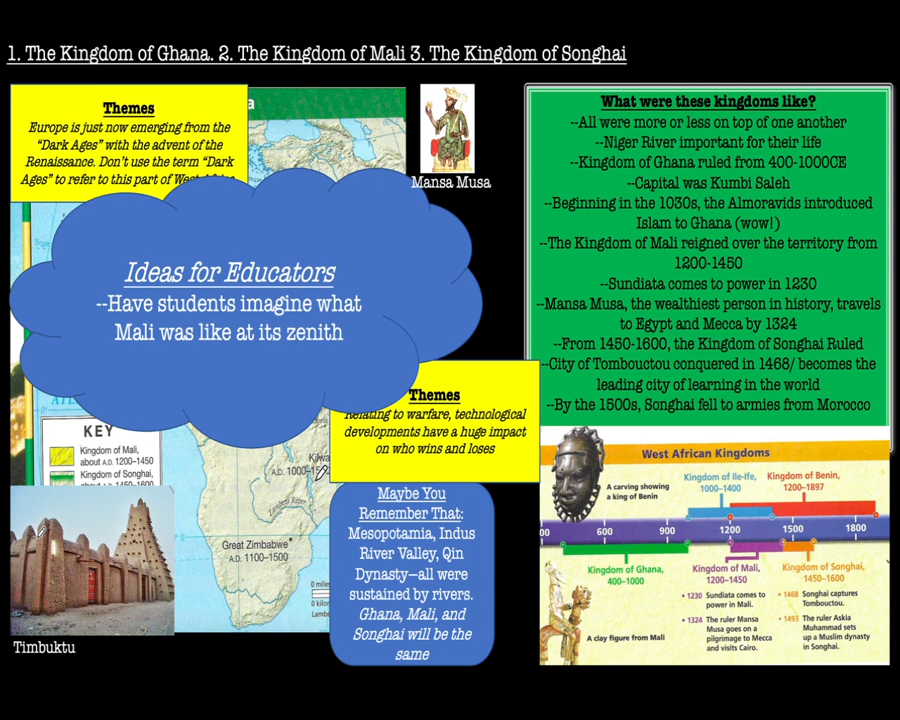 1. The Kingdom of Ghana. 2. The Kingdom of Mali 3. The Kingdom of Songhai
Themes
Europe is just now emerging from the
"Dark Ages" with the advent of the
Renaissance. Don't use the term "Dark
Ages" to refer to this part of
a
Mansa Musa
Ideas for Educators
--Have students imagine what
Mali was like at its zenith
What were these kingdoms like?
--All were more or less on top of one another
--Niger River important for their life
--Kingdom of Ghana ruled from 400-1000CE
--Capital was Kumbi Saleh
--Beginning in the 1030s, the Almoravids introduced
Islam to Ghana (wow!)
--The Kingdom of Mali reigned over the territory from
1200-1450
--Sundiata comes to power in 1230
--Mansa Musa, the wealthiest person in history, travels
to Egypt and Mecca by 1324
--From 1450-1600, the Kingdom of Songhai Ruled
--City of Tombouctou conquered in 1468/ becomes the
leading city of learning in the world
--By the 1500s, Songhai fell to armies from Morocco
Themes
Relating to warfare, technological
developments have a huge impact
on who wins and loses
KEY
Kingdom of Mali,
about A.D. 1200–1450
Kingdom of Songhai,
Kilwa
A.D. 1000–15
Zambezi River
Great Zimbabwe
A.D. 1100–1500
0 miles
0 kilo
Lambe
Timbuktu
Maybe You
Remember That:
Mesopotamia, Indus
River Valley, Qin
Dynasty—all were
sustained by rivers.
Ghana, Mali, and
Songhai will be the
same
West African Kingdoms
A carving showing
a king of Benin
Kingdom of Ile-Ife,
1000–1400
Kingdom of Benin,
1200–1897
300 600 900 1200 1500 1800
Kingdom of Ghana,
400–1000
Kingdom of Mali,
1200–1450
• 1230 Sundiata comes to
power in Mali.
• 1324 The ruler Mansa
Musa goes on a
pilgrimage to Mecca
and visits Cairo.
Kingdom of Songhai,
1450–1600
• 1468 Songhai captures
Tombouctou.
• 1493 The ruler Askia
Muhammad sets
up a Muslim dynasty
in Songhai.
A clay figure from Mali